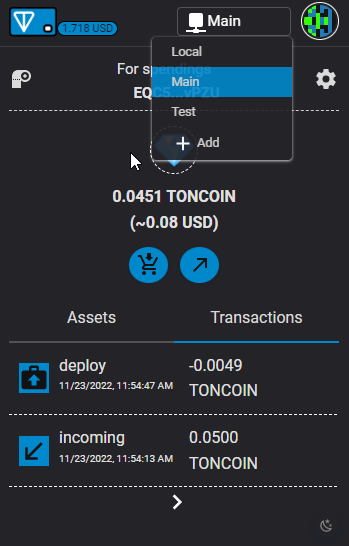 1.718 USD
Main
Local
Main
Test
Add
For spendings
EQC5...vPZU
0.0451 TONCOIN
(~0.08 USD)
Assets
Transactions
deploy
-0.0049
11/23/2022, 11:54:47 AM
TONCOIN
incoming
0.0500
11/23/2022, 11:54:13 AM
TONCOIN